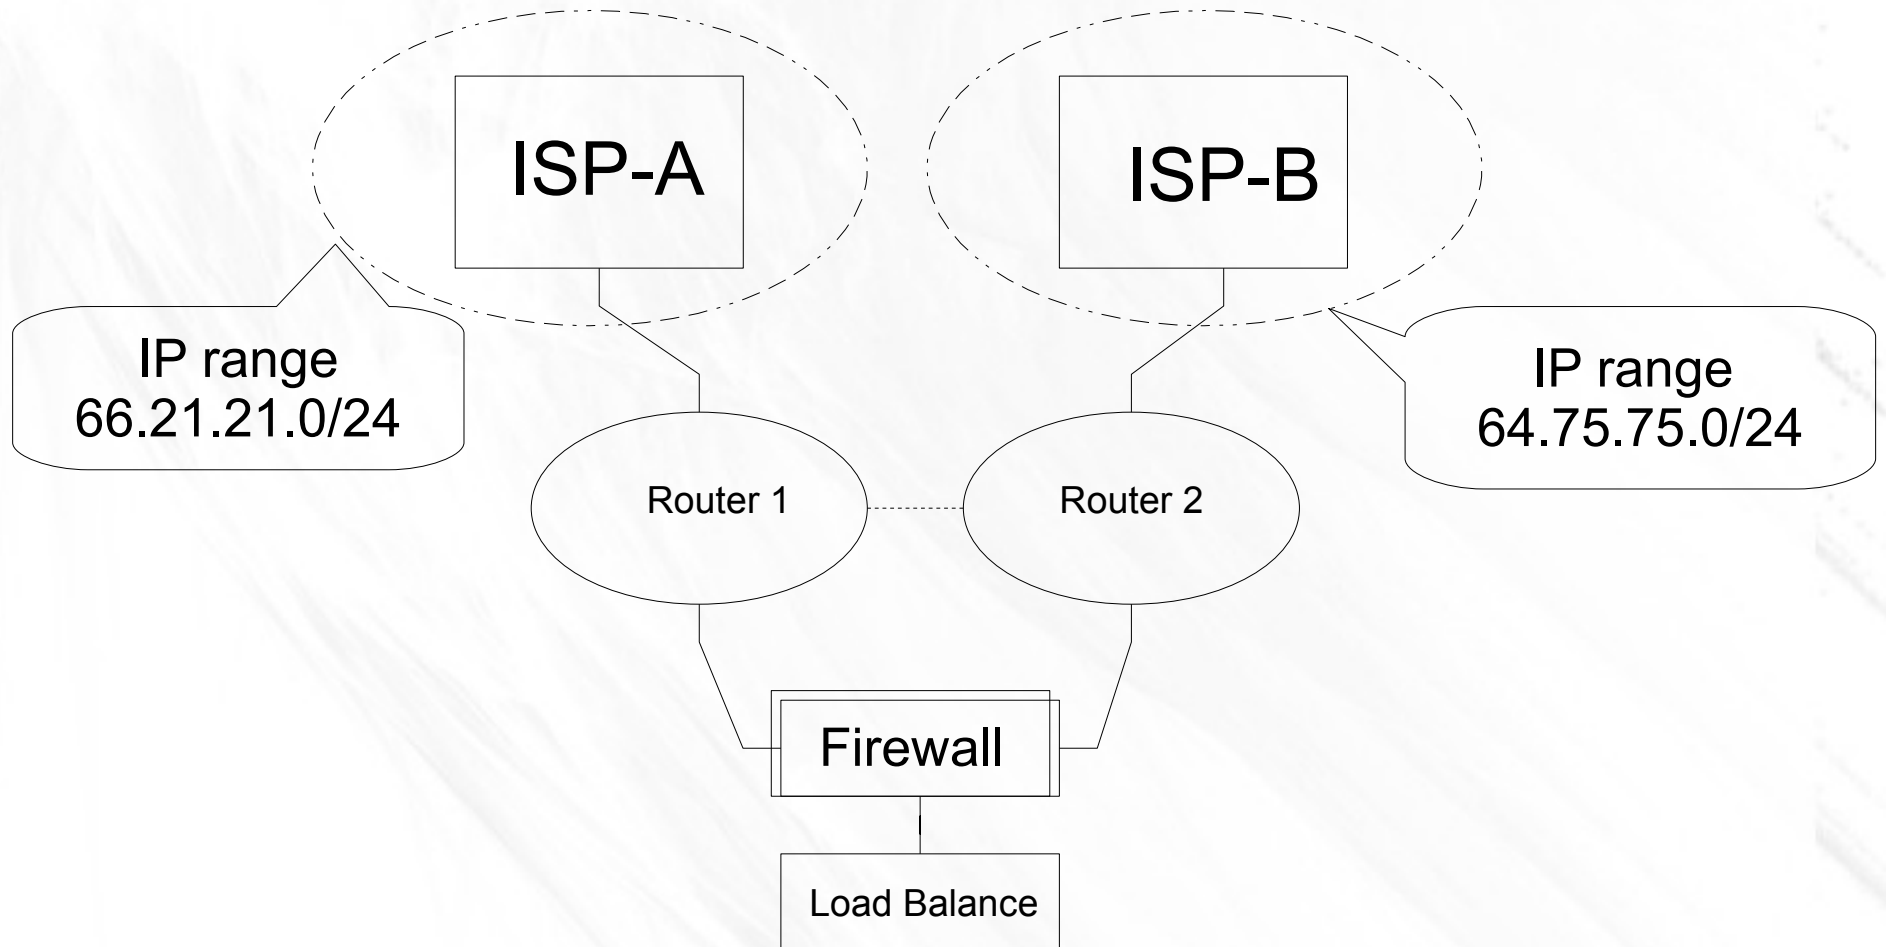 ISP-A
ISP-B
IP range
66.21.21.0/24
IP range
64.75.75.0/24
Router 1
Router 2
Firewall
Load Balance